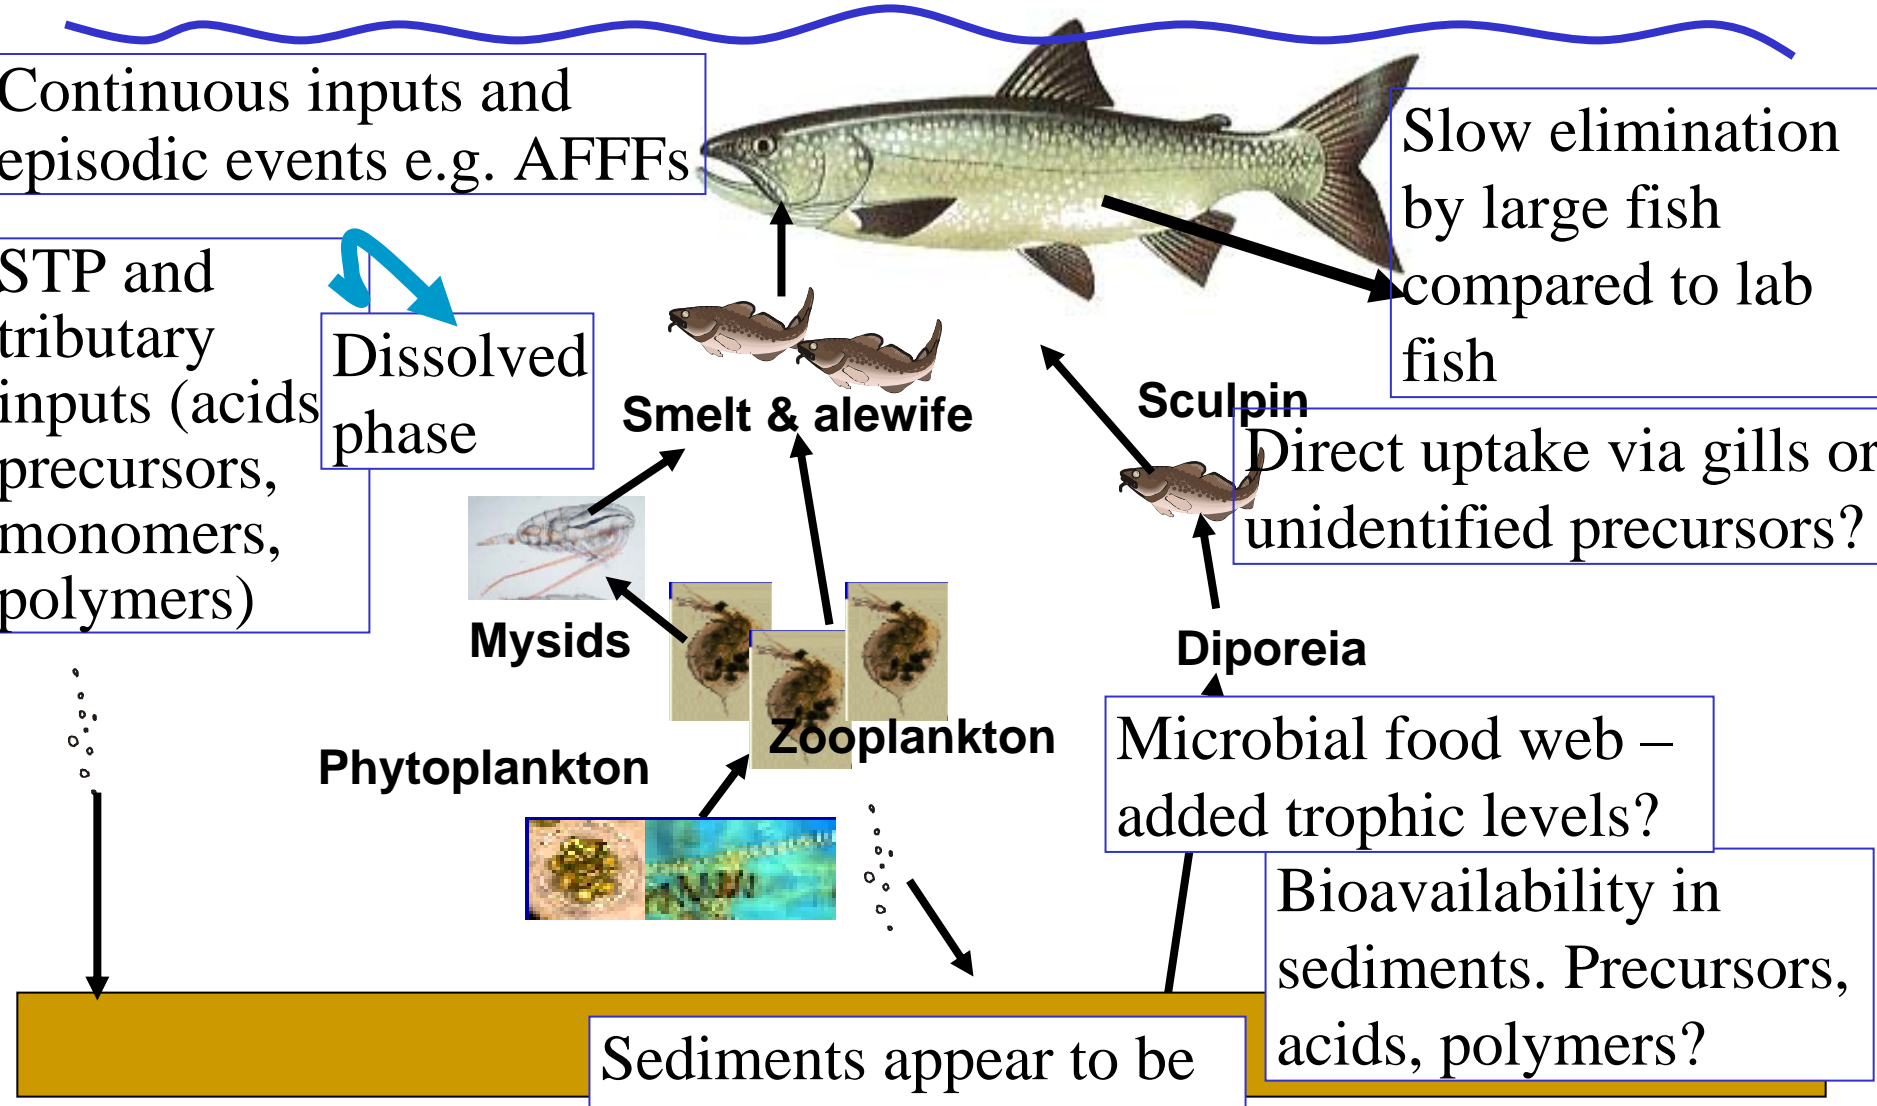 Continuous inputs and
episodic events e.g. AFFFs
Slow elimination
by large fish
compared to lab
fish
STP and
tributary
inputs (acids
precursors,
monomers,
polymers)
Dissolved
phase
Smelt & alewife
Sculpin
Direct uptake via gills or
unidentified precursors?
Mysids
Diporeia
Zooplankton
Phytoplankton
Microbial food web –
added trophic levels?
Bioavailability in
sediments. Precursors,
acids, polymers?
Sediments appear to be